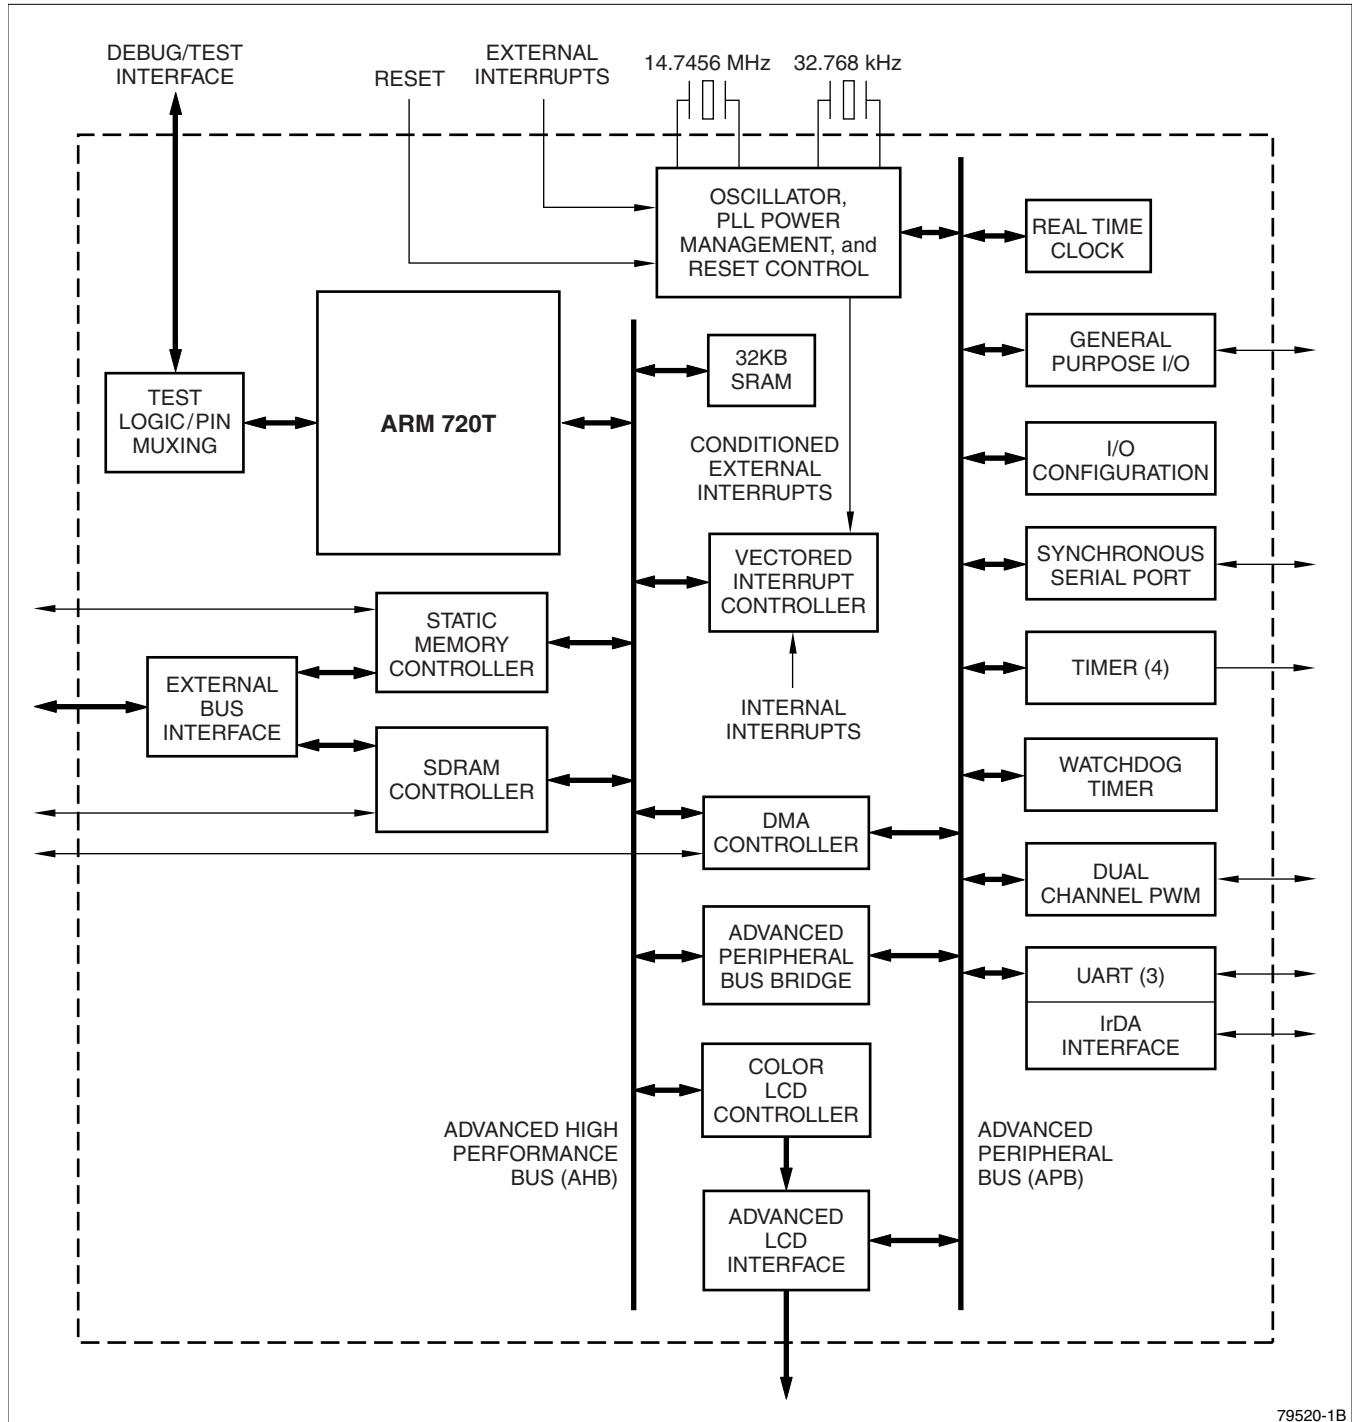 DEBUG/TEST
INTERFACE
RESET
EXTERNAL
INTERRUPTS
14.7456 MHz
32.768 kHz
OSCILLATOR,
PLL POWER
MANAGEMENT, and
RESET CONTROL
REAL TIME
CLOCK
GENERAL
PURPOSE I/O
32KB
SRAM
TEST
LOGIC/PIN
MUXING
ARM 720T
CONDITIONED
EXTERNAL
INTERRUPTS
I/O
CONFIGURATION
VECTORED
INTERRUPT
CONTROLLER
SYNCHRONOUS
SERIAL PORT
STATIC
MEMORY
CONTROLLER
TIMER (4)
EXTERNAL
BUS
INTERFACE
INTERNAL
INTERRUPTS
SDRAM
CONTROLLER
WATCHDOG
TIMER
DMA
CONTROLLER
DUAL
CHANNEL PWM
ADVANCED
PERIPHERAL
BUS BRIDGE
UART (3)
IrDA
INTERFACE
COLOR
LCD
CONTROLLER
ADVANCED HIGH
PERFORMANCE
BUS (AHB)
ADVANCED
PERIPHERAL
BUS (APB)
ADVANCED
LCD
INTERFACE
79520-1B